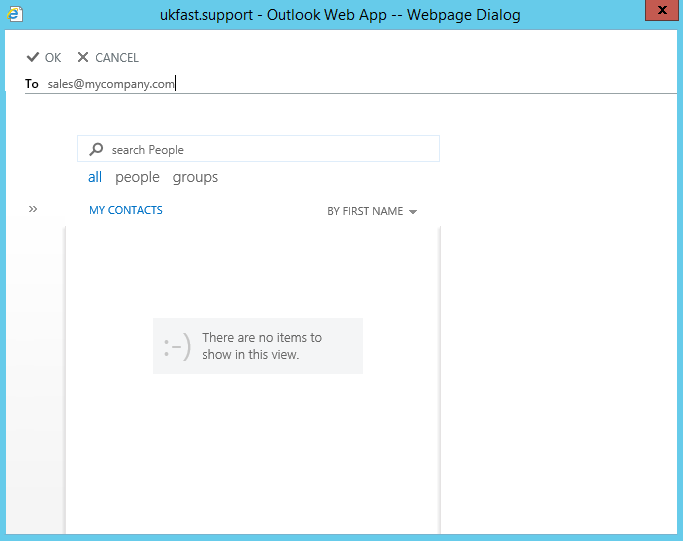 ukfast.support - Outlook Web App -- Webpage Dialog
x
OK CANCEL
To sales@mycompany.com
search People
all people groups
» MY CONTACTS BY FIRST NAME
:-) There are no items to
show in this view.